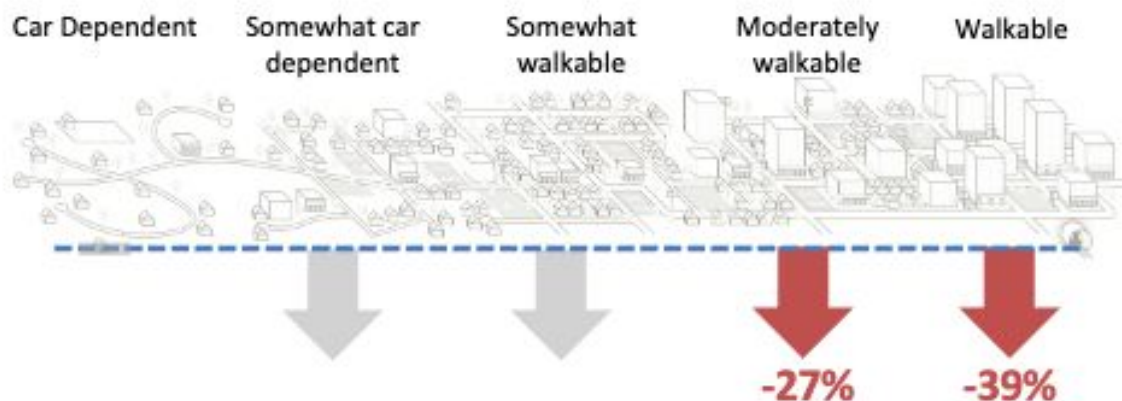 Car Dependent
Somewhat car
dependent
Somewhat
walkable
Moderately
walkable
Walkable
-27%
-39%